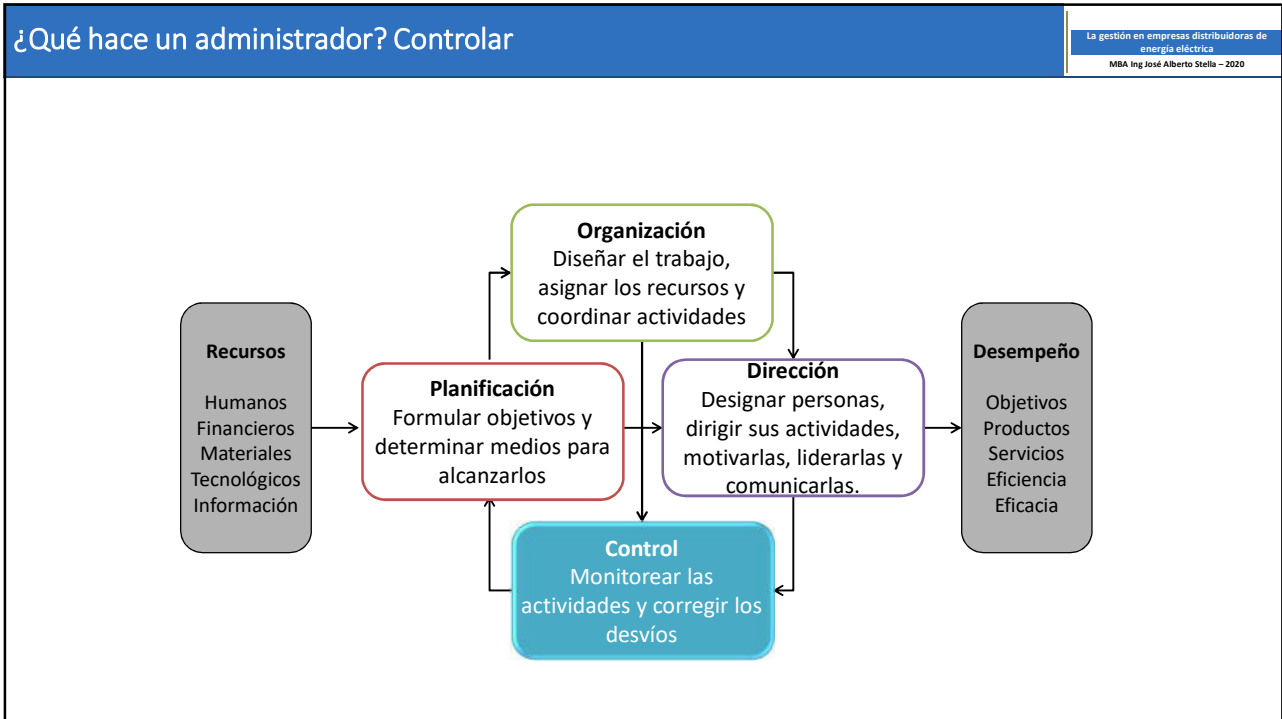 ¿Qué hace un administrador? Controlar
La gestión en empresas distribuidoras de
energía eléctrica
MBA Ing José Alberto Stella – 2020
Organización
Diseñar el trabajo,
asignar los recursos y
coordinar actividades
Recursos
Humanos
Financieros
Materiales
Tecnológicos
Información
Planificación
Formular objetivos y
determinar medios para
alcanzarlos
Dirección
Designar personas,
dirigir sus actividades,
motivarlas, liderarlas y
comunicarlas.
Desempeño
Objetivos
Productos
Servicios
Eficiencia
Eficacia
Control
Monitorear las
actividades y corregir los
desvíos